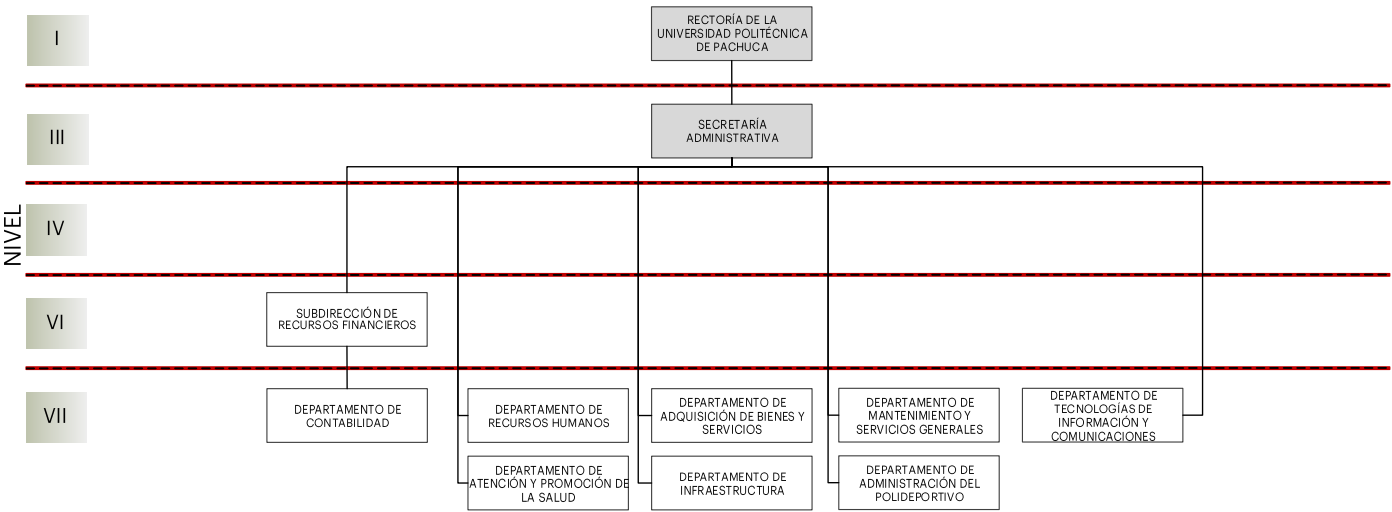 I
RECTORÍA DE LA
UNIVERSIDAD POLITÉCNICA
DE PACHUCA
III
SECRETARÍA
ADMINISTRATIVA
NIVEL
IV
VI
SUBDIRECCIÓN DE
RECURSOS FINANCIEROS
VII
DEPARTAMENTO DE
CONTABILIDAD
DEPARTAMENTO DE
RECURSOS HUMANOS
DEPARTAMENTO DE
ADQUISICIÓN DE BIENES Y
SERVICIOS
DEPARTAMENTO DE
MANTENIMIENTO Y
SERVICIOS GENERALES
DEPARTAMENTO DE
TECNOLOGÍAS DE
INFORMACIÓN Y
COMUNICACIONES
DEPARTAMENTO DE
ATENCIÓN Y PROMOCIÓN DE
LA SALUD
DEPARTAMENTO DE
INFRAESTRUCTURA
DEPARTAMENTO DE
ADMINISTRACIÓN DEL
POLIDEPORTIVO